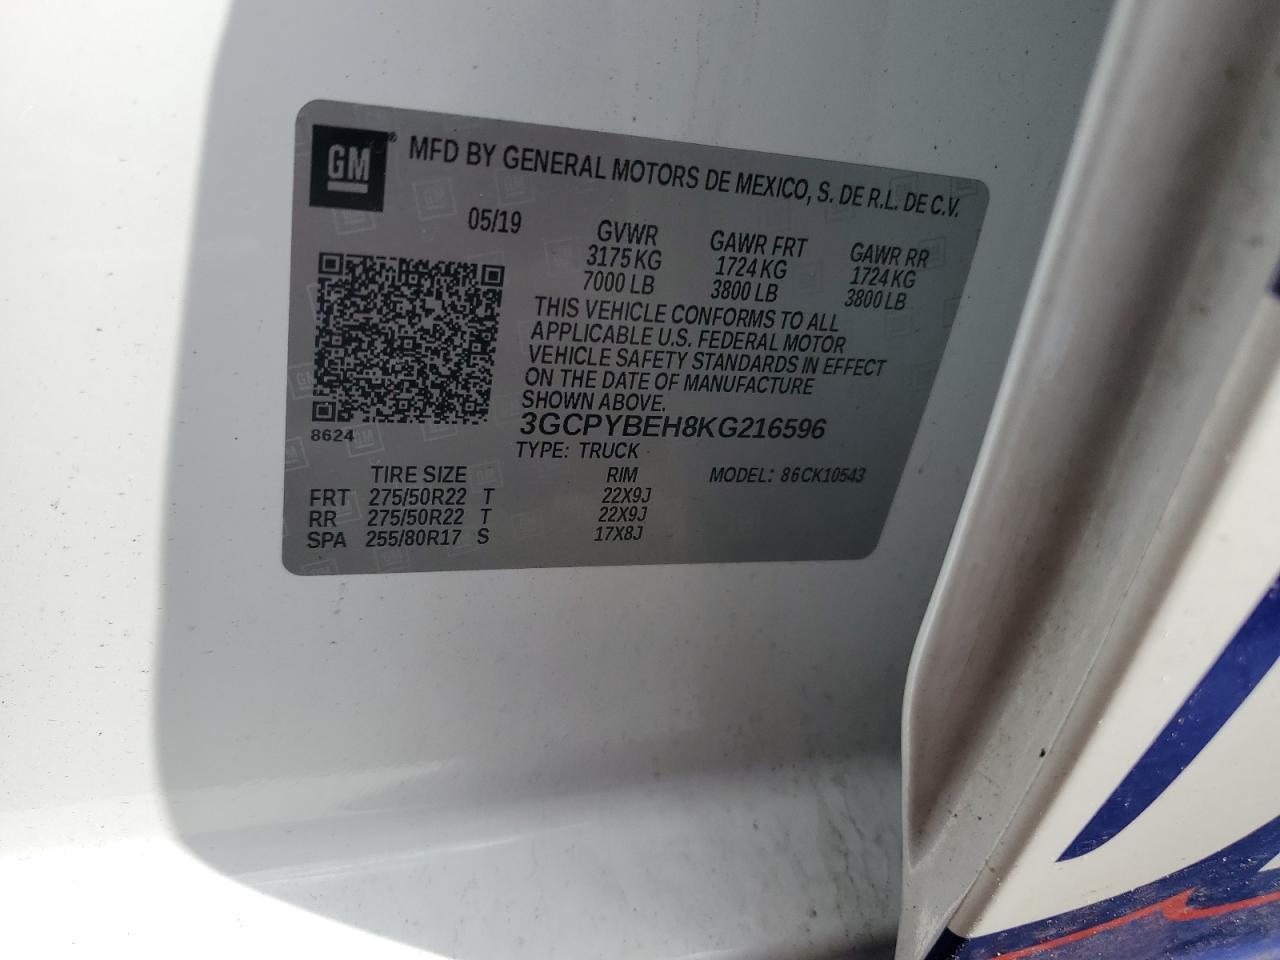 GM ® MFD BY GENERAL MOTORS DE MEXICO, S. DE R.L. DE C.V.
05/19 GVWR GAWR FRT GAWR RR
3175 KG 1724 KG 1724 KG
7000 LB 3800 LB 3800 LB
THIS VEHICLE CONFORMS TO ALL
APPLICABLE U.S. FEDERAL MOTOR
VEHICLE SAFETY STANDARDS IN EFFECT
ON THE DATE OF MANUFACTURE
SHOWN ABOVE.
8624 3GCPYBEH8KG216596
TYPE: TRUCK
TIRE SIZE RIM MODEL: 86CK10543
FRT 275/50R22 T 22X9J
RR 275/50R22 T 22X9J
SPA 255/80R17 S 17X8J